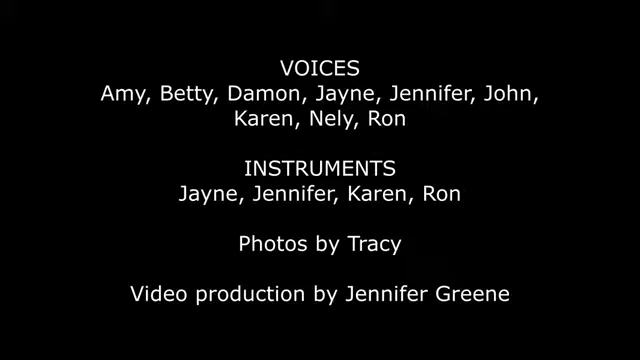 VOICES
Amy, Betty, Damon, Jayne, Jennifer, John,
Karen, Nely, Ron
INSTRUMENTS
Jayne, Jennifer, Karen, Ron
Photos by Tracy
Video production by Jennifer Greene